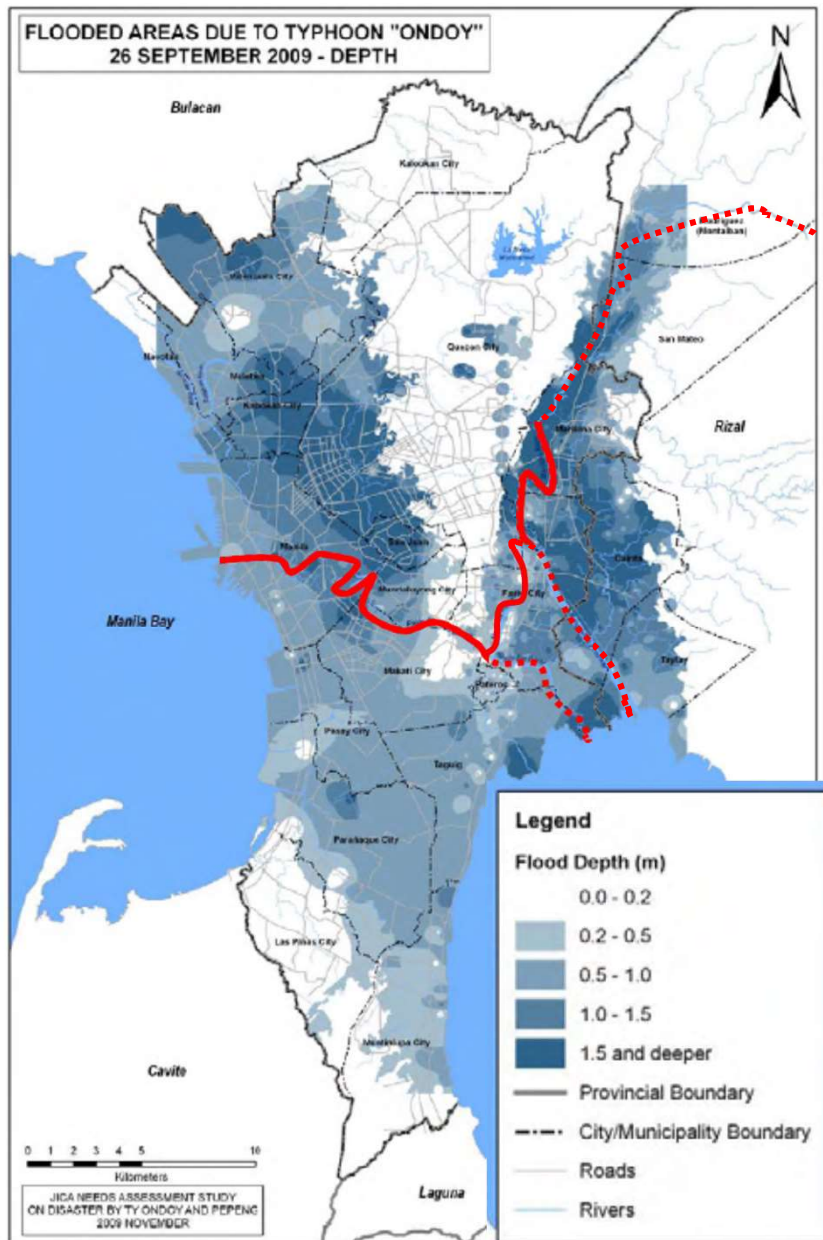 FLOODED AREAS DUE TO TYPHOON "ONDOY"
26 SEPTEMBER 2009 - DEPTH
N
Bulacan
Kalookan City
(Montalban)
Quezon City
San Mateo
Navotas
Rizal
Marikina City
San Juan
Manila
Cainta
Mandaluyong City
Pasig City
Manila Bay
Makati City
Taytay
Pateros
Pasay City
Taguig
Parañaque City
Las Piñas City
Muntinlupa City
Cavite
Laguna
Legend
Flood Depth (m)
0.0 - 0.2
0.2 - 0.5
0.5 - 1.0
1.0 - 1.5
1.5 and deeper
Provincial Boundary
City/Municipality Boundary
Roads
Rivers
0 1 2 3 4 5 10
Kilometers
JICA NEEDS ASSESSMENT STUDY
ON DISASTER BY TY ONDOY AND PEPENG
2009 NOVEMBER